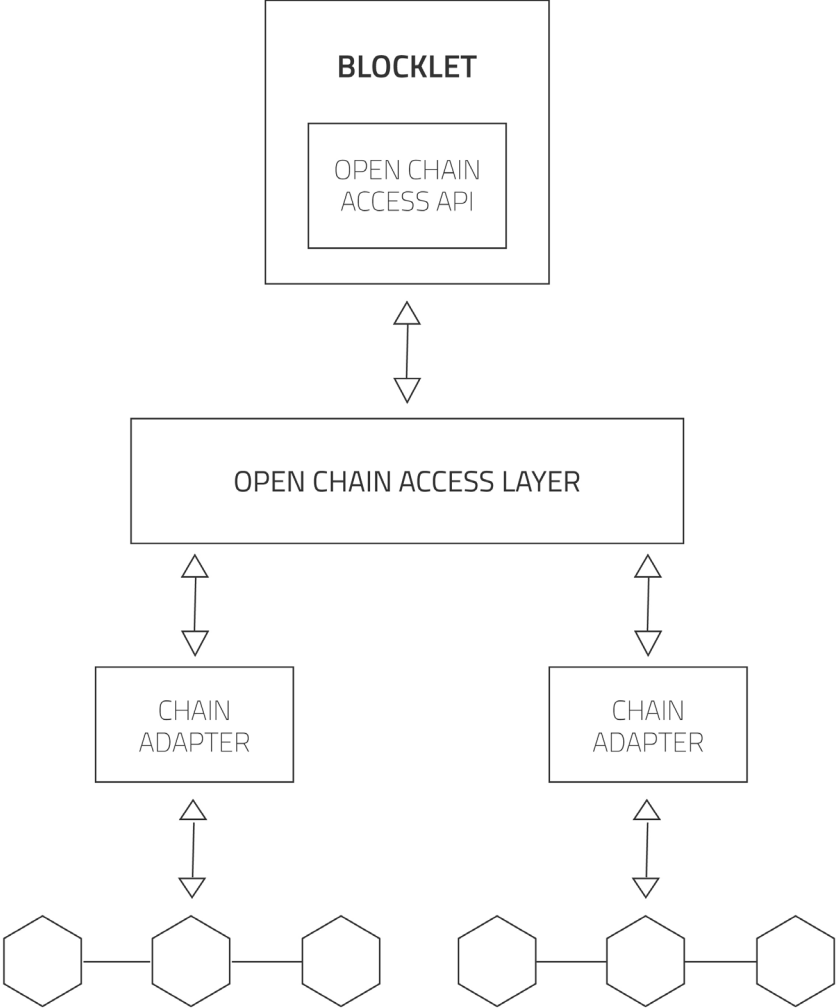 BLOCKLET
OPEN CHAIN
ACCESS API
OPEN CHAIN ACCESS LAYER
CHAIN
ADAPTER
CHAIN
ADAPTER